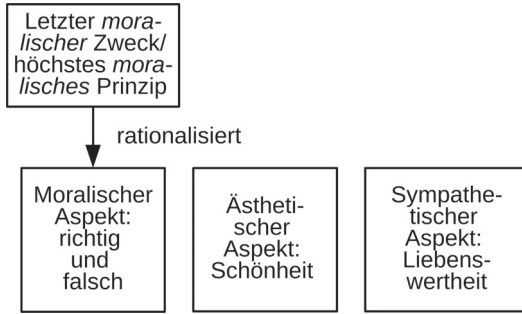 Letzter mora-
lischer Zweck/
höchstes mora-
lisches Prinzip
rationalisiert
Moralischer
Aspekt:
richtig
und
falsch
Ästheti-
scher
Aspekt:
Schönheit
Sympathe-
tischer
Aspekt:
Liebens-
wertheit